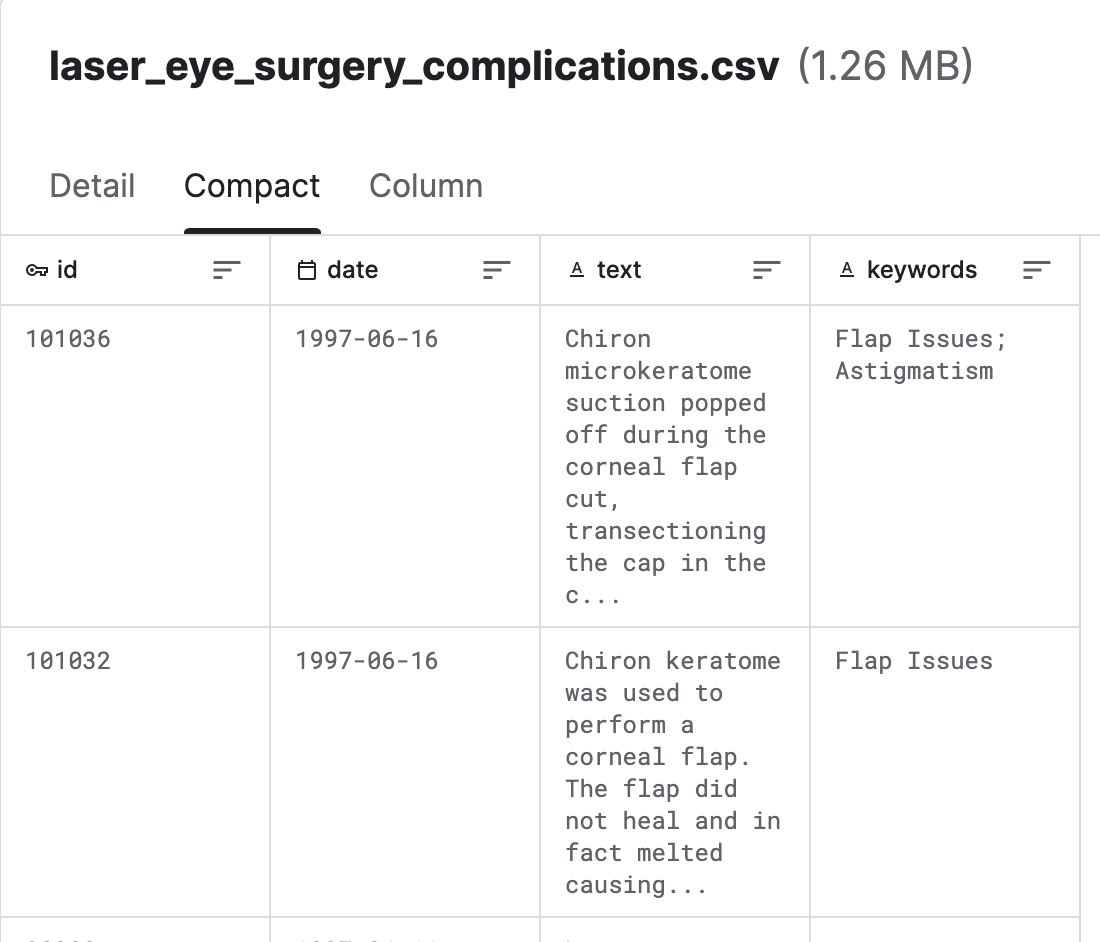 laser_eye_surgery_complications.csv (1.26 MB)
Detail Compact Column
id date text keywords
101036 1997-06-16 Chiron Flap Issues;
microkeratome Astigmatism
suction popped
off during the
corneal flap
cut,
transectioning
the cap in the
c...
101032 1997-06-16 Chiron keratome Flap Issues
was used to
perform a
corneal flap.
The flap did
not heal and in
fact melted
causing...